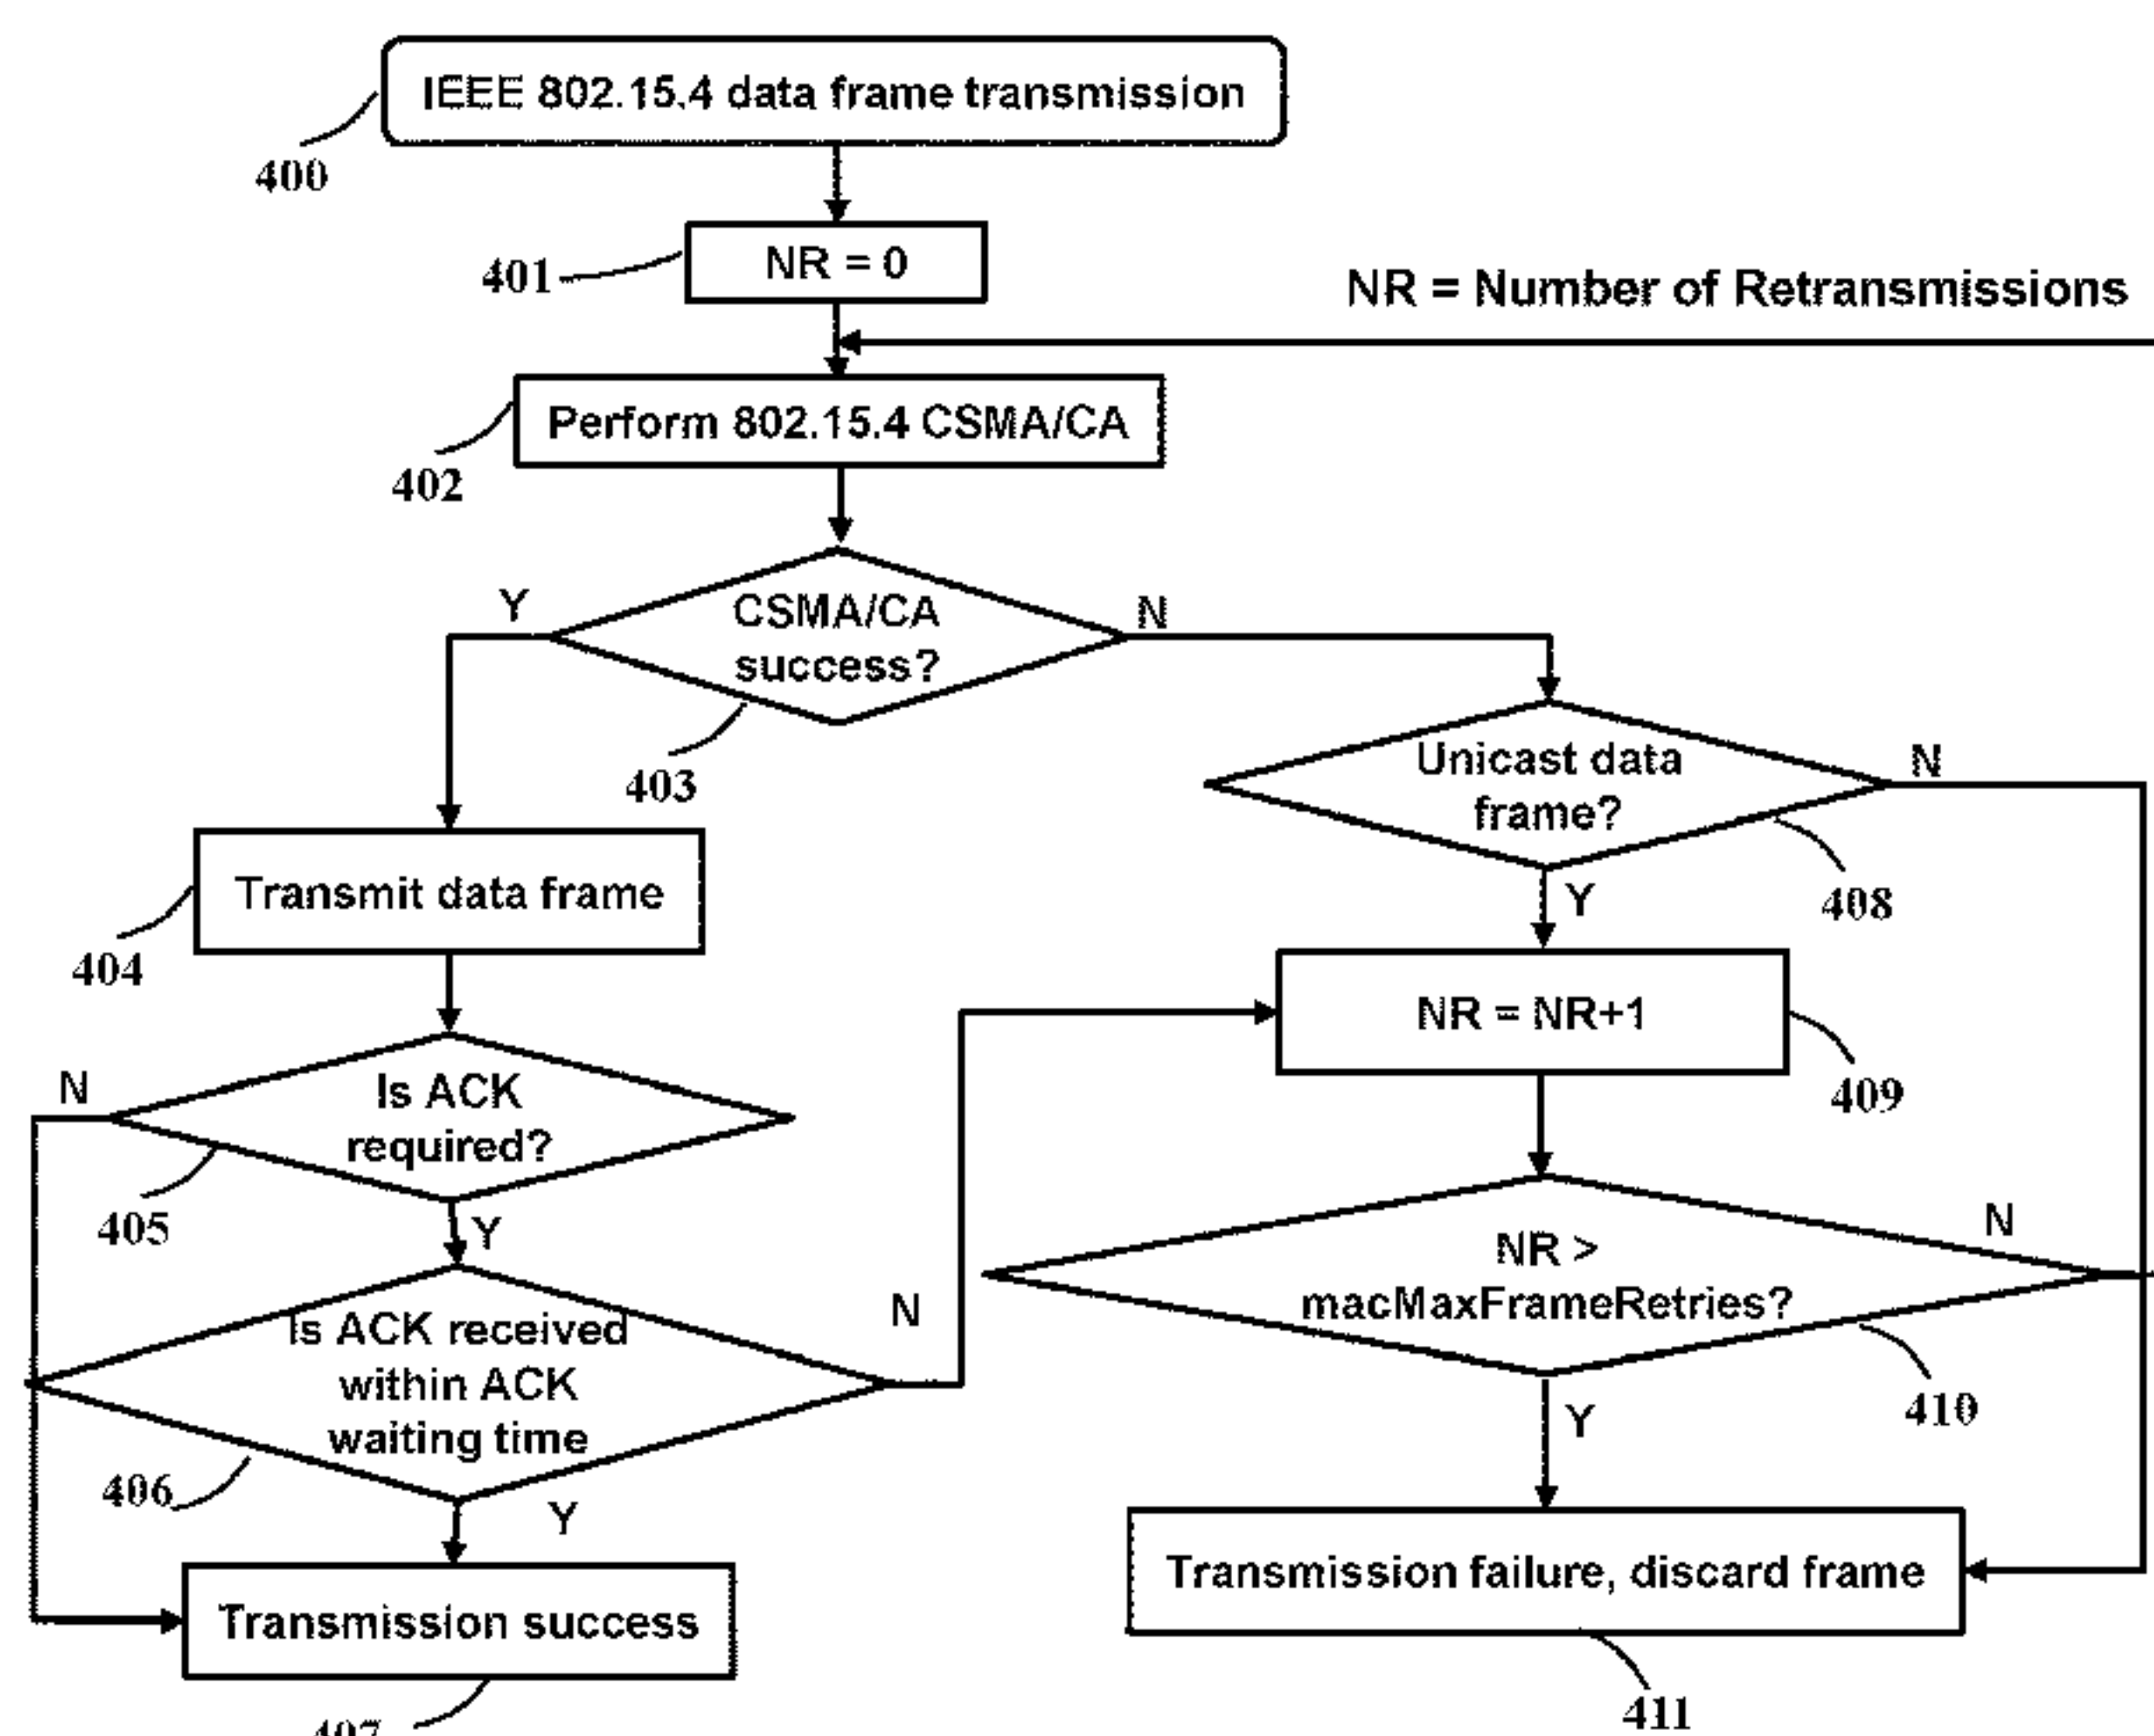 IEEE 802.15.4 data frame transmission
400
NR = 0
401
NR = Number of Retransmissions
Perform 802.15.4 CSMA/CA
402
Y
CSMA/CA
success?
N
403
Unicast data
frame?
N
408
Y
Transmit data frame
404
NR = NR+1
409
N
Is ACK
required?
405
Y
NR >
macMaxFrameRetries?
N
410
Y
Is ACK received
within ACK
waiting time
N
406
Y
Transmission success
407
Transmission failure, discard frame
411